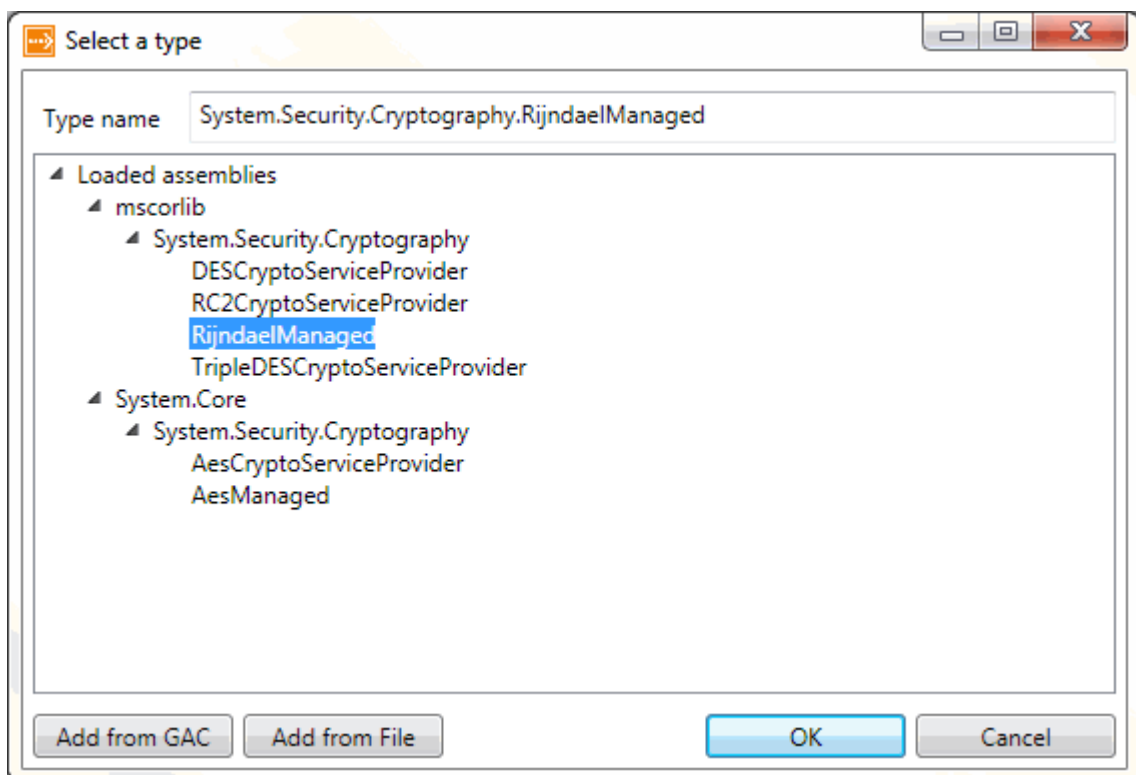 Select a type
Type name System.Security.Cryptography.RijndaelManaged
Loaded assemblies
mscorlib
System.Security.Cryptography
DESCryptoServiceProvider
RC2CryptoServiceProvider
RijndaelManaged
TripleDESCryptoServiceProvider
System.Core
System.Security.Cryptography
AesCryptoServiceProvider
AesManaged
Add from GAC Add from File OK Cancel